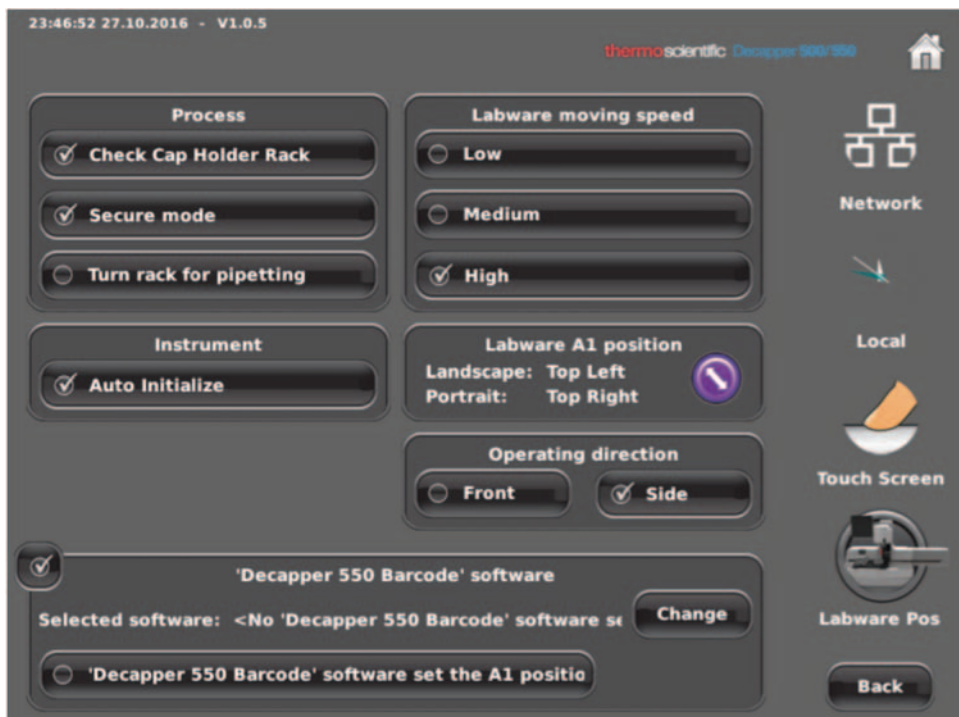 23:46:52 27.10.2016 - V1.0.5
thermo scientific Decapper 500/550
Process
Check Cap Holder Rack
Secure mode
Turn rack for pipetting
Labware moving speed
Low
Medium
High
Instrument
Auto Initialize
Labware A1 position
Landscape: Top Left
Portrait: Top Right
Operating direction
Front
Side
'Decapper 550 Barcode' software
Selected software: <No 'Decapper 550 Barcode' software se
Change
'Decapper 550 Barcode' software set the A1 positio
Network
Local
Touch Screen
Labware Pos
Back